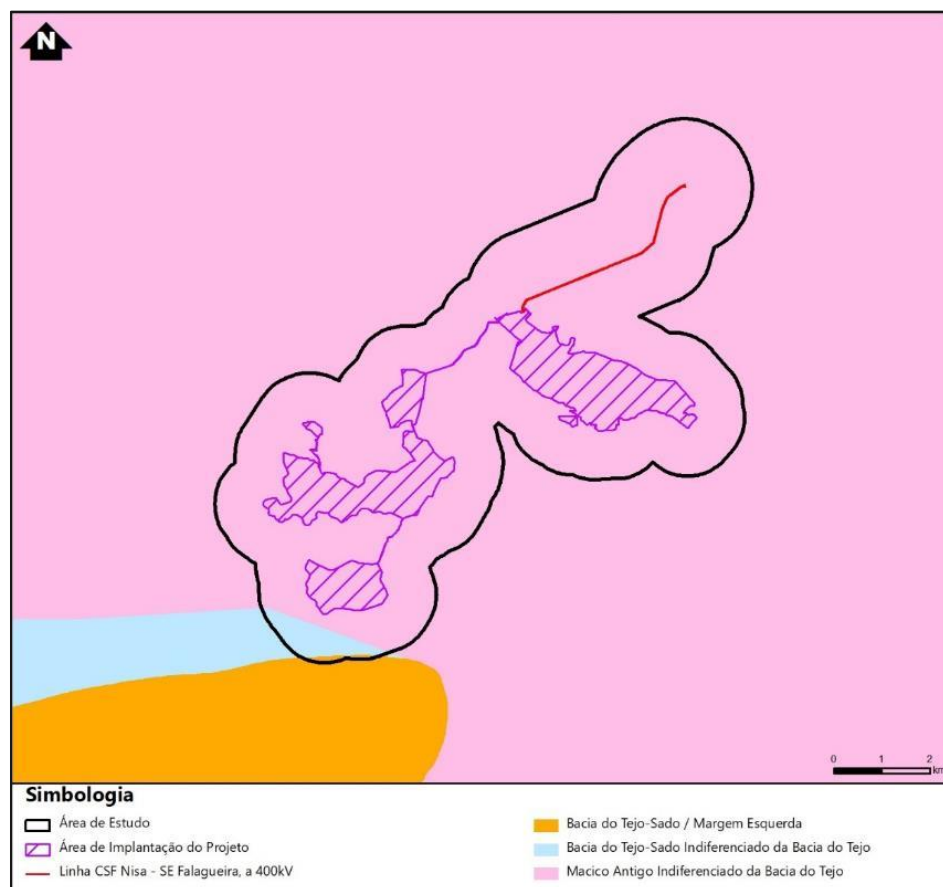 N
0 1 2
km
Simbologia
Área de Estudo
Área de Implantação do Projeto
Linha CSF Nisa - SE Falagueira, a 400kV
Bacia do Tejo-Sado / Margem Esquerda
Bacia do Tejo-Sado Indiferenciado da Bacia do Tejo
Macico Antigo Indiferenciado da Bacia do Tejo